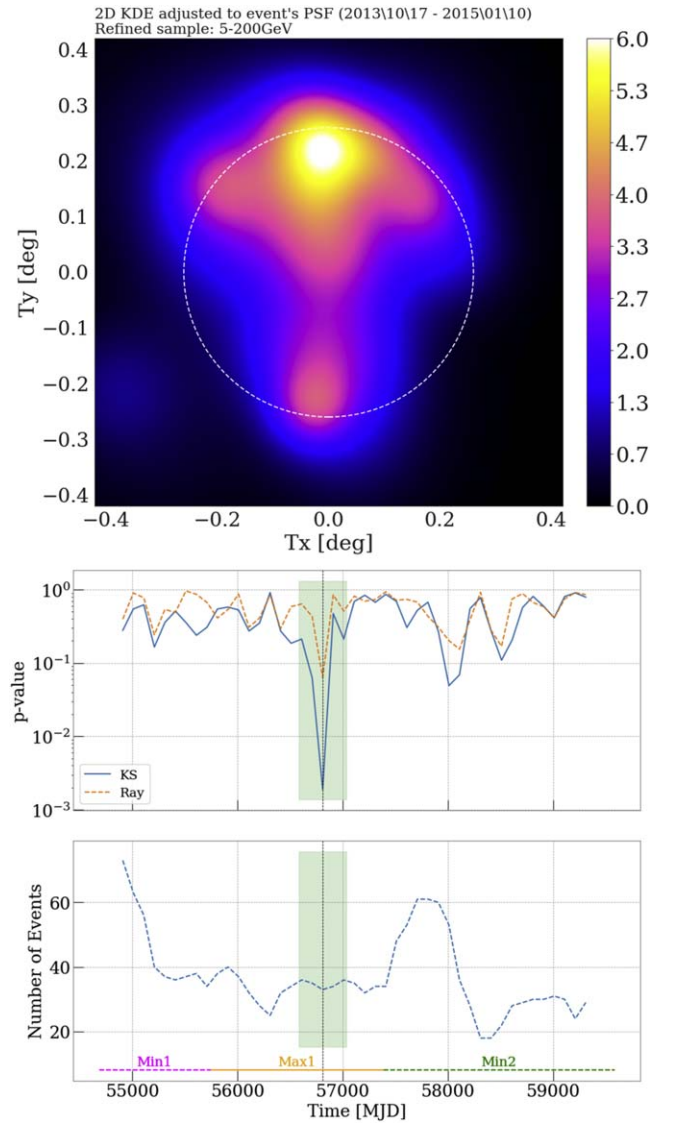 2D KDE adjusted to event's PSF (2013\10\17 - 2015\01\10)
Refined sample: 5-200GeV
0.4
0.3
0.2
0.1
0.0
−0.1
−0.2
−0.3
−0.4
Ty [deg]
−0.4 −0.2 0.0 0.2 0.4
Tx [deg]
6.0
5.3
4.7
4.0
3.3
2.7
2.0
1.3
0.7
0.0
10⁰
10⁻¹
10⁻²
10⁻³
p-value
KS
Ray
60
40
20
Number of Events
Min1 Max1 Min2
55000 56000 57000 58000 59000
Time [MJD]